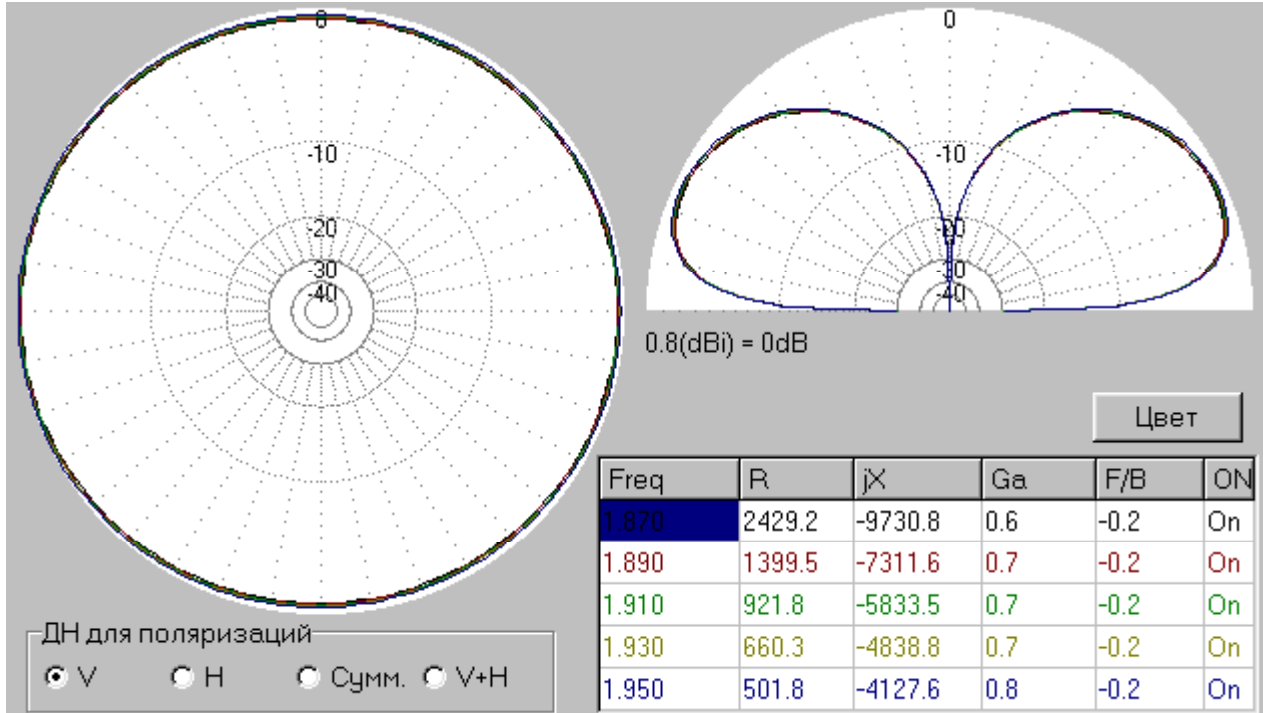 0
-10
-20
-30
-40
0
-10
-20
-30
-40
0.8(dBi) = 0dB
Цвет
Freq R jX Ga F/B ON
1.870 2429.2 -9730.8 0.6 -0.2 On
1.890 1399.5 -7311.6 0.7 -0.2 On
1.910 921.8 -5833.5 0.7 -0.2 On
1.930 660.3 -4838.8 0.7 -0.2 On
1.950 501.8 -4127.6 0.8 -0.2 On
ДН для поляризаций
V H Сумм. V+H